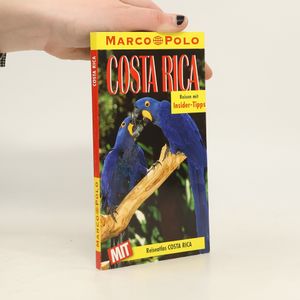 MARCO POLO
COSTA RICA
Reisen mit
Insider-Tipps
MIT
Reiseatlas COSTA RICA
COSTA RICA
MARCO POLO